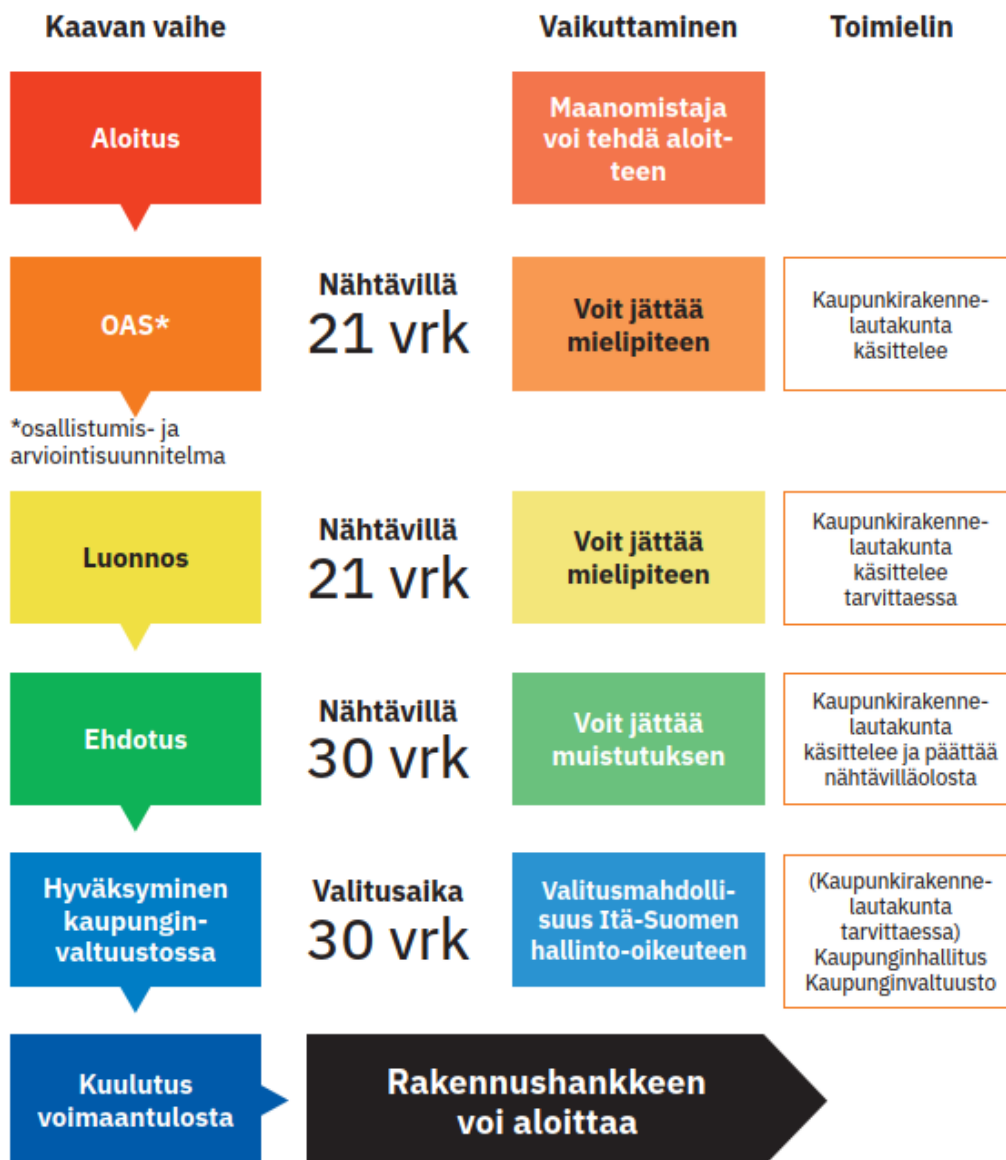 Kaavan vaihe
Vaikuttaminen
Toimielin
Aloitus
Maanomistaja
voi tehdä aloit-
teen
OAS*
Nähtävillä
21 vrk
Voit jättää
mielipiteen
Kaupunkirakenne-
lautakunta
käsittelee
*osallistumis- ja
arviointisuunnitelma
Luonnos
Nähtävillä
21 vrk
Voit jättää
mielipiteen
Kaupunkirakenne-
lautakunta
käsittelee
tarvittaessa
Ehdotus
Nähtävillä
30 vrk
Voit jättää
muistutuksen
Kaupunkirakenne-
lautakunta
käsittelee ja päättää
nähtävilläolosta
Hyväksyminen
kaupungin-
valtuustossa
Valitusaika
30 vrk
Valitusmahdolli-
suus Itä-Suomen
hallinto-oikeuteen
(Kaupunkirakenne-
lautakunta
tarvittaessa)
Kaupunginhallitus
Kaupunginvaltuusto
Kuulutus
voimaantulosta
Rakennushankkeen
voi aloittaa